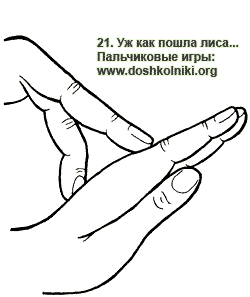 21. Уж как пошла лиса...
Пальчиковые игры:
www.doshkolniki.org